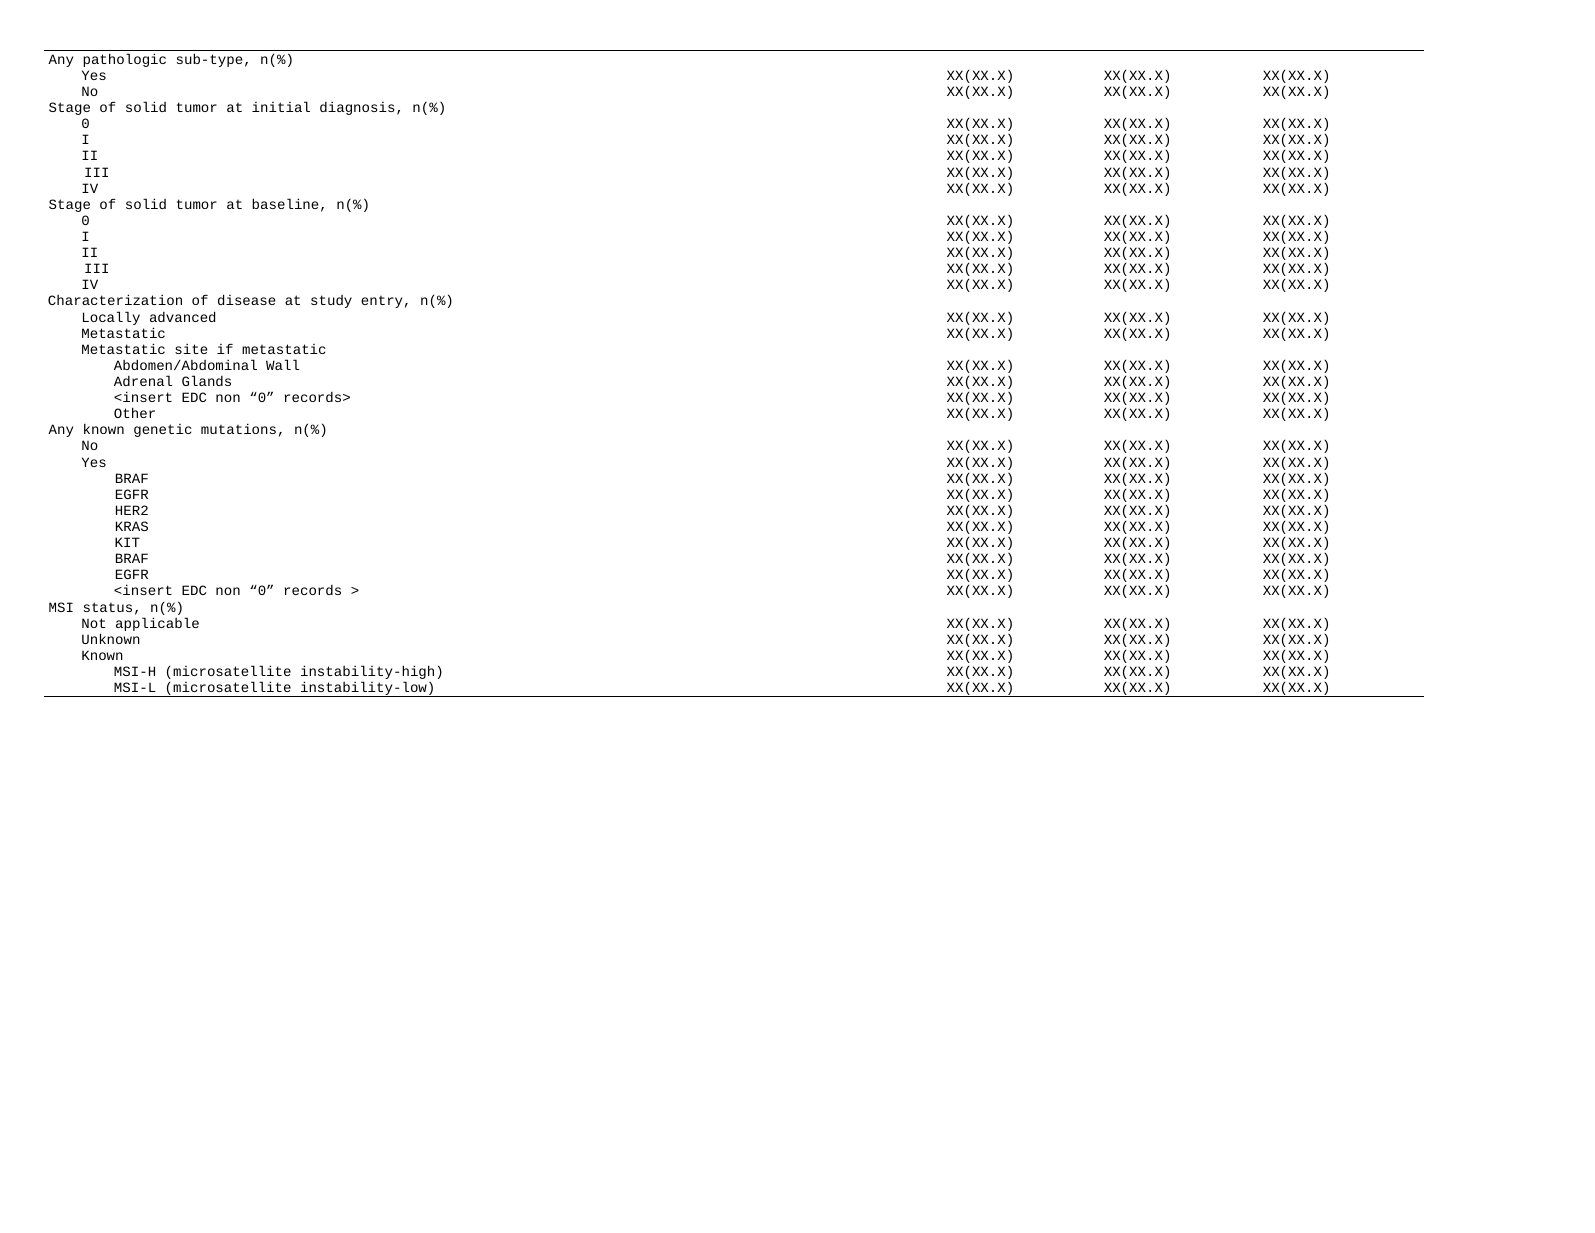 Any pathologic sub-type, n(%)
Yes XX(XX.X) XX(XX.X) XX(XX.X)
No XX(XX.X) XX(XX.X) XX(XX.X)
Stage of solid tumor at initial diagnosis, n(%)
0 XX(XX.X) XX(XX.X) XX(XX.X)
I XX(XX.X) XX(XX.X) XX(XX.X)
II XX(XX.X) XX(XX.X) XX(XX.X)
III XX(XX.X) XX(XX.X) XX(XX.X)
IV XX(XX.X) XX(XX.X) XX(XX.X)
Stage of solid tumor at baseline, n(%)
0 XX(XX.X) XX(XX.X) XX(XX.X)
I XX(XX.X) XX(XX.X) XX(XX.X)
II XX(XX.X) XX(XX.X) XX(XX.X)
III XX(XX.X) XX(XX.X) XX(XX.X)
IV XX(XX.X) XX(XX.X) XX(XX.X)
Characterization of disease at study entry, n(%)
Locally advanced XX(XX.X) XX(XX.X) XX(XX.X)
Metastatic XX(XX.X) XX(XX.X) XX(XX.X)
Metastatic site if metastatic
Abdomen/Abdominal Wall XX(XX.X) XX(XX.X) XX(XX.X)
Adrenal Glands XX(XX.X) XX(XX.X) XX(XX.X)
<insert EDC non “0” records> XX(XX.X) XX(XX.X) XX(XX.X)
Other XX(XX.X) XX(XX.X) XX(XX.X)
Any known genetic mutations, n(%)
No XX(XX.X) XX(XX.X) XX(XX.X)
Yes XX(XX.X) XX(XX.X) XX(XX.X)
BRAF XX(XX.X) XX(XX.X) XX(XX.X)
EGFR XX(XX.X) XX(XX.X) XX(XX.X)
HER2 XX(XX.X) XX(XX.X) XX(XX.X)
KRAS XX(XX.X) XX(XX.X) XX(XX.X)
KIT XX(XX.X) XX(XX.X) XX(XX.X)
BRAF XX(XX.X) XX(XX.X) XX(XX.X)
EGFR XX(XX.X) XX(XX.X) XX(XX.X)
<insert EDC non “0” records > XX(XX.X) XX(XX.X) XX(XX.X)
MSI status, n(%)
Not applicable XX(XX.X) XX(XX.X) XX(XX.X)
Unknown XX(XX.X) XX(XX.X) XX(XX.X)
Known XX(XX.X) XX(XX.X) XX(XX.X)
MSI-H (microsatellite instability-high) XX(XX.X) XX(XX.X) XX(XX.X)
MSI-L (microsatellite instability-low) XX(XX.X) XX(XX.X) XX(XX.X)